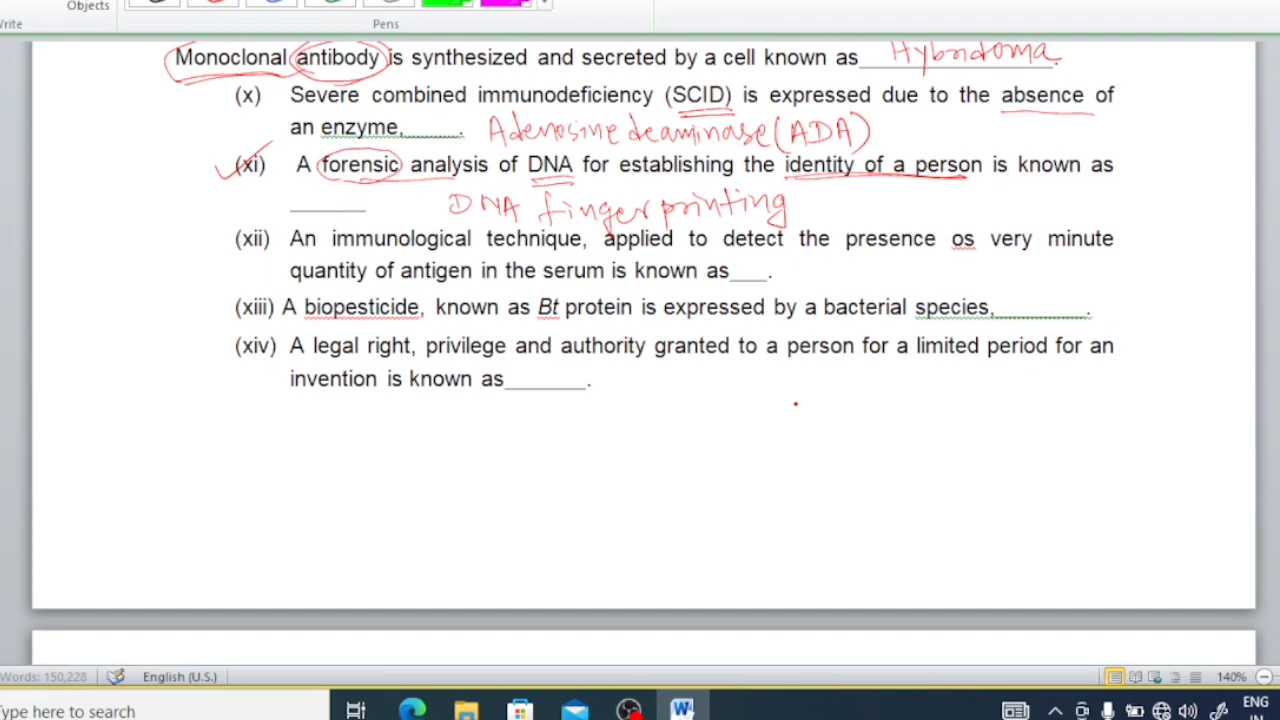 Objects
Write
Pens
Monoclonal antibody is synthesized and secreted by a cell known as Hybridoma.
(x) Severe combined immunodeficiency (SCID) is expressed due to the absence of
an enzyme, . Adenosine deaminase (ADA)
(xi) A forensic analysis of DNA for establishing the identity of a person is known as
________ DNA fingerprinting
(xii) An immunological technique, applied to detect the presence os very minute
quantity of antigen in the serum is known as___.
(xiii) A biopesticide, known as Bt protein is expressed by a bacterial species,________.
(xiv) A legal right, privilege and authority granted to a person for a limited period for an
invention is known as_______.
Words: 150,228 English (U.S.) 140%
Type here to search
ENG
IN